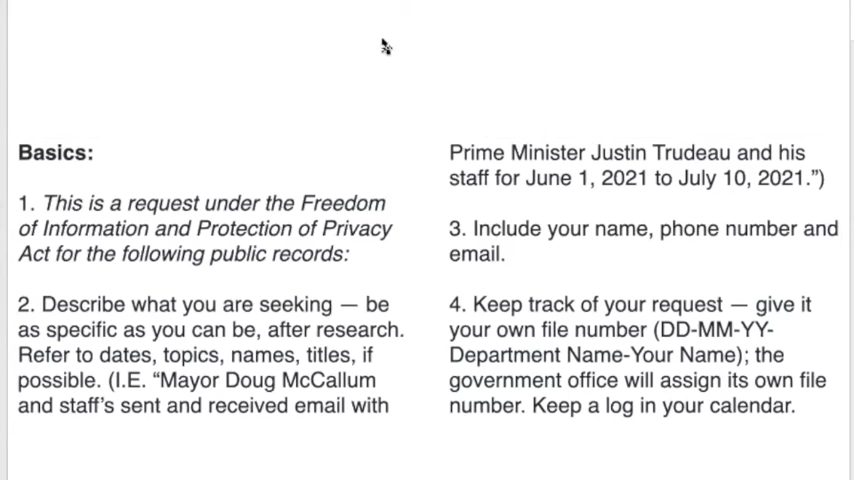 Basics:
1. This is a request under the Freedom
of Information and Protection of Privacy
Act for the following public records:
2. Describe what you are seeking — be
as specific as you can be, after research.
Refer to dates, topics, names, titles, if
possible. (I.E. “Mayor Doug McCallum
and staff’s sent and received email with
Prime Minister Justin Trudeau and his
staff for June 1, 2021 to July 10, 2021.”)
3. Include your name, phone number and
email.
4. Keep track of your request — give it
your own file number (DD-MM-YY-
Department Name-Your Name); the
government office will assign its own file
number. Keep a log in your calendar.